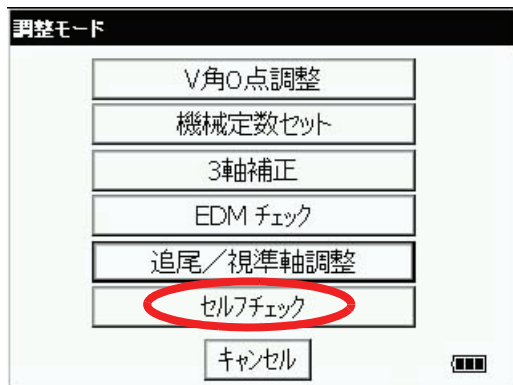 調整モード
V角0点調整
機械定数セット
3軸補正
EDM チェック
追尾/視準軸調整
セルフチェック
キャンセル